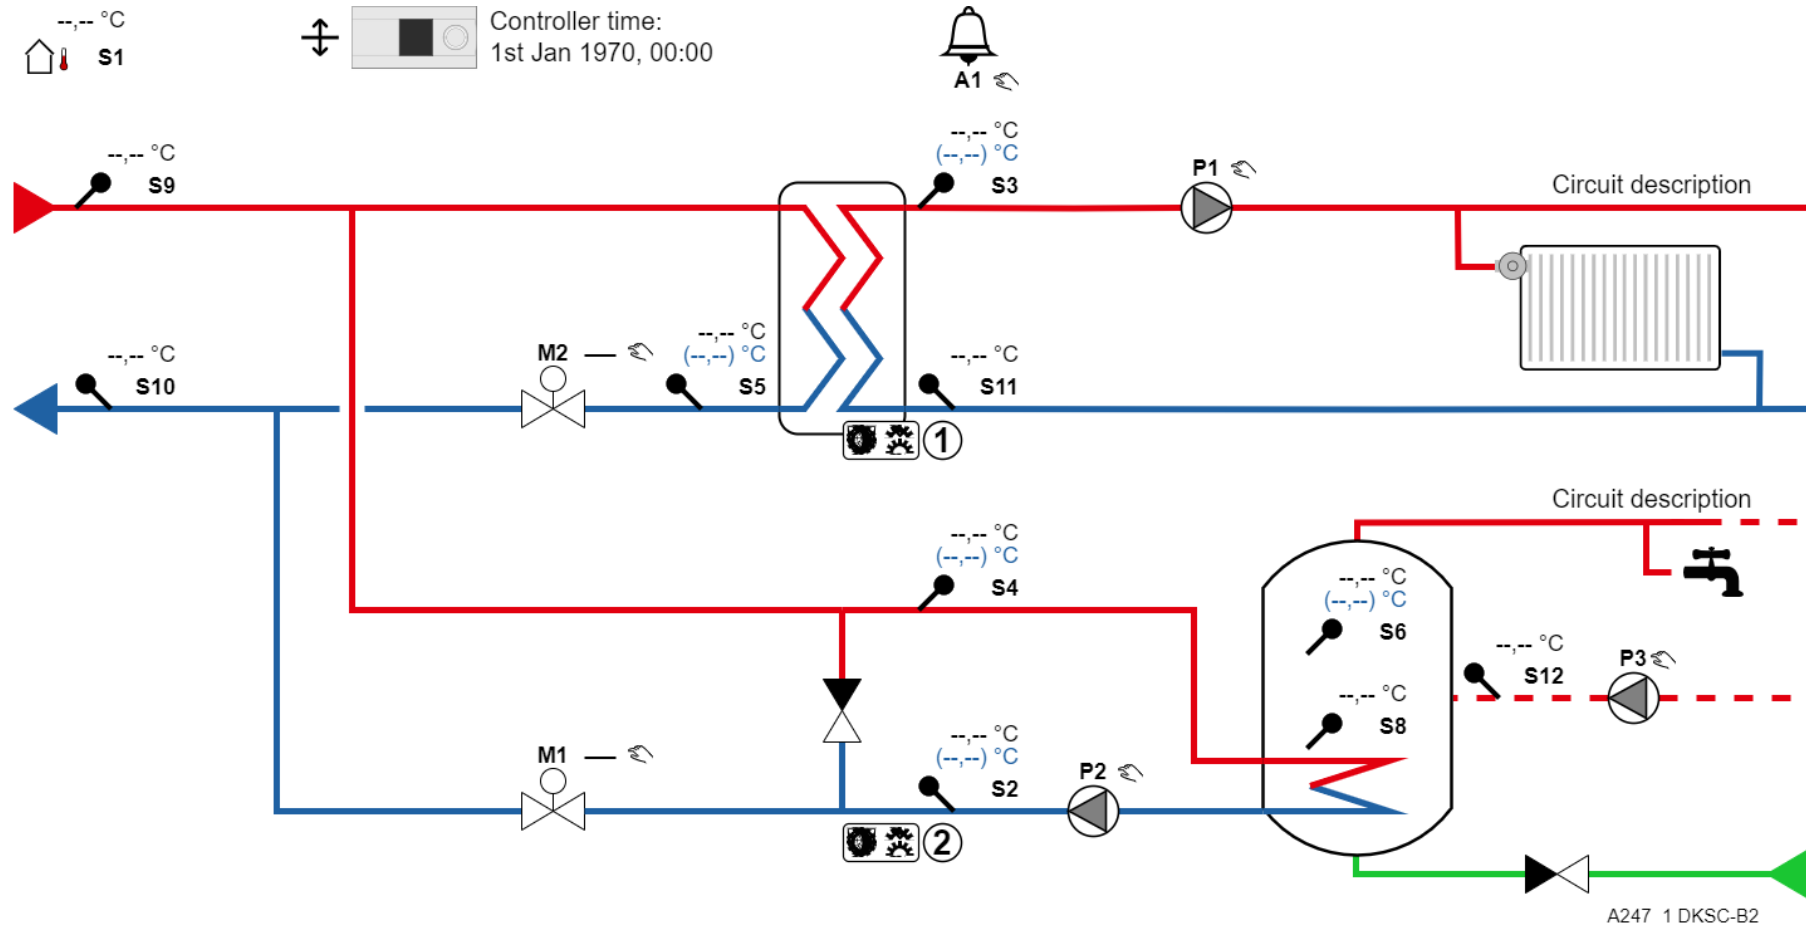 --,-- °C
S1
Controller time:
1st Jan 1970, 00:00
A1
--,-- °C
S9
--,-- °C
(--,--) °C
S3
P1
Circuit description
--,-- °C
S10
M2
--,-- °C
(--,--) °C
S5
--,-- °C
S11
1
Circuit description
--,-- °C
(--,--) °C
S4
--,-- °C
(--,--) °C
S6
--,-- °C
S12
P3
--,-- °C
S8
M1
--,-- °C
(--,--) °C
S2
P2
2
A247 1 DKSC-B2